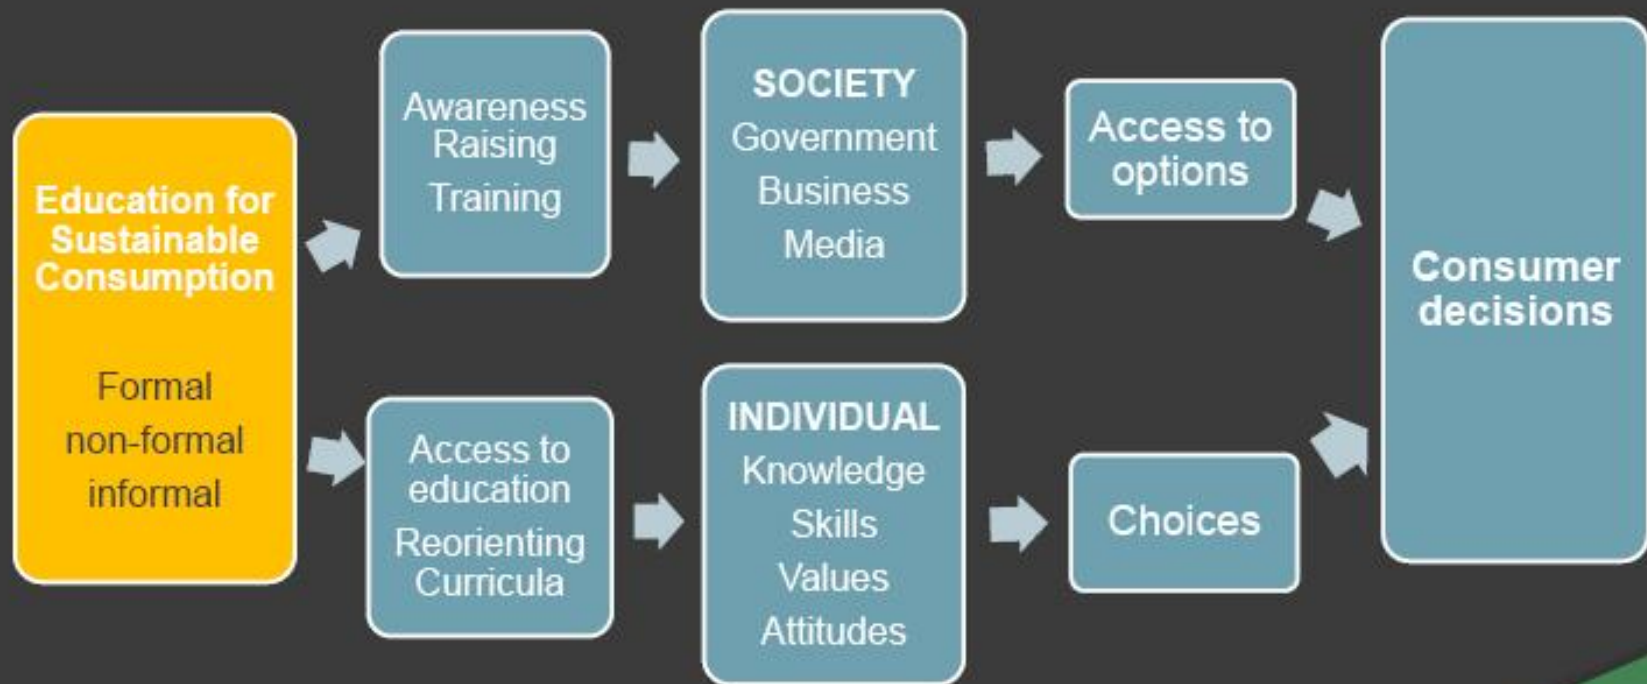 Education for
Sustainable
Consumption
Formal
non-formal
informal
Awareness
Raising
Training
SOCIETY
Government
Business
Media
Access to
options
Access to
education
Reorienting
Curricula
INDIVIDUAL
Knowledge
Skills
Values
Attitudes
Choices
Consumer
decisions